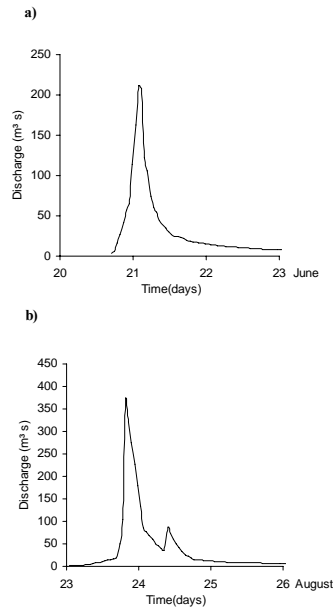 a)
250
200
150
100
50
0
Discharge (m³ s)
20 21 22 23 June
Time(days)
b)
450
400
350
300
250
200
150
100
50
0
Discharge (m³ s)
23 24 25 26 August
Time(days)